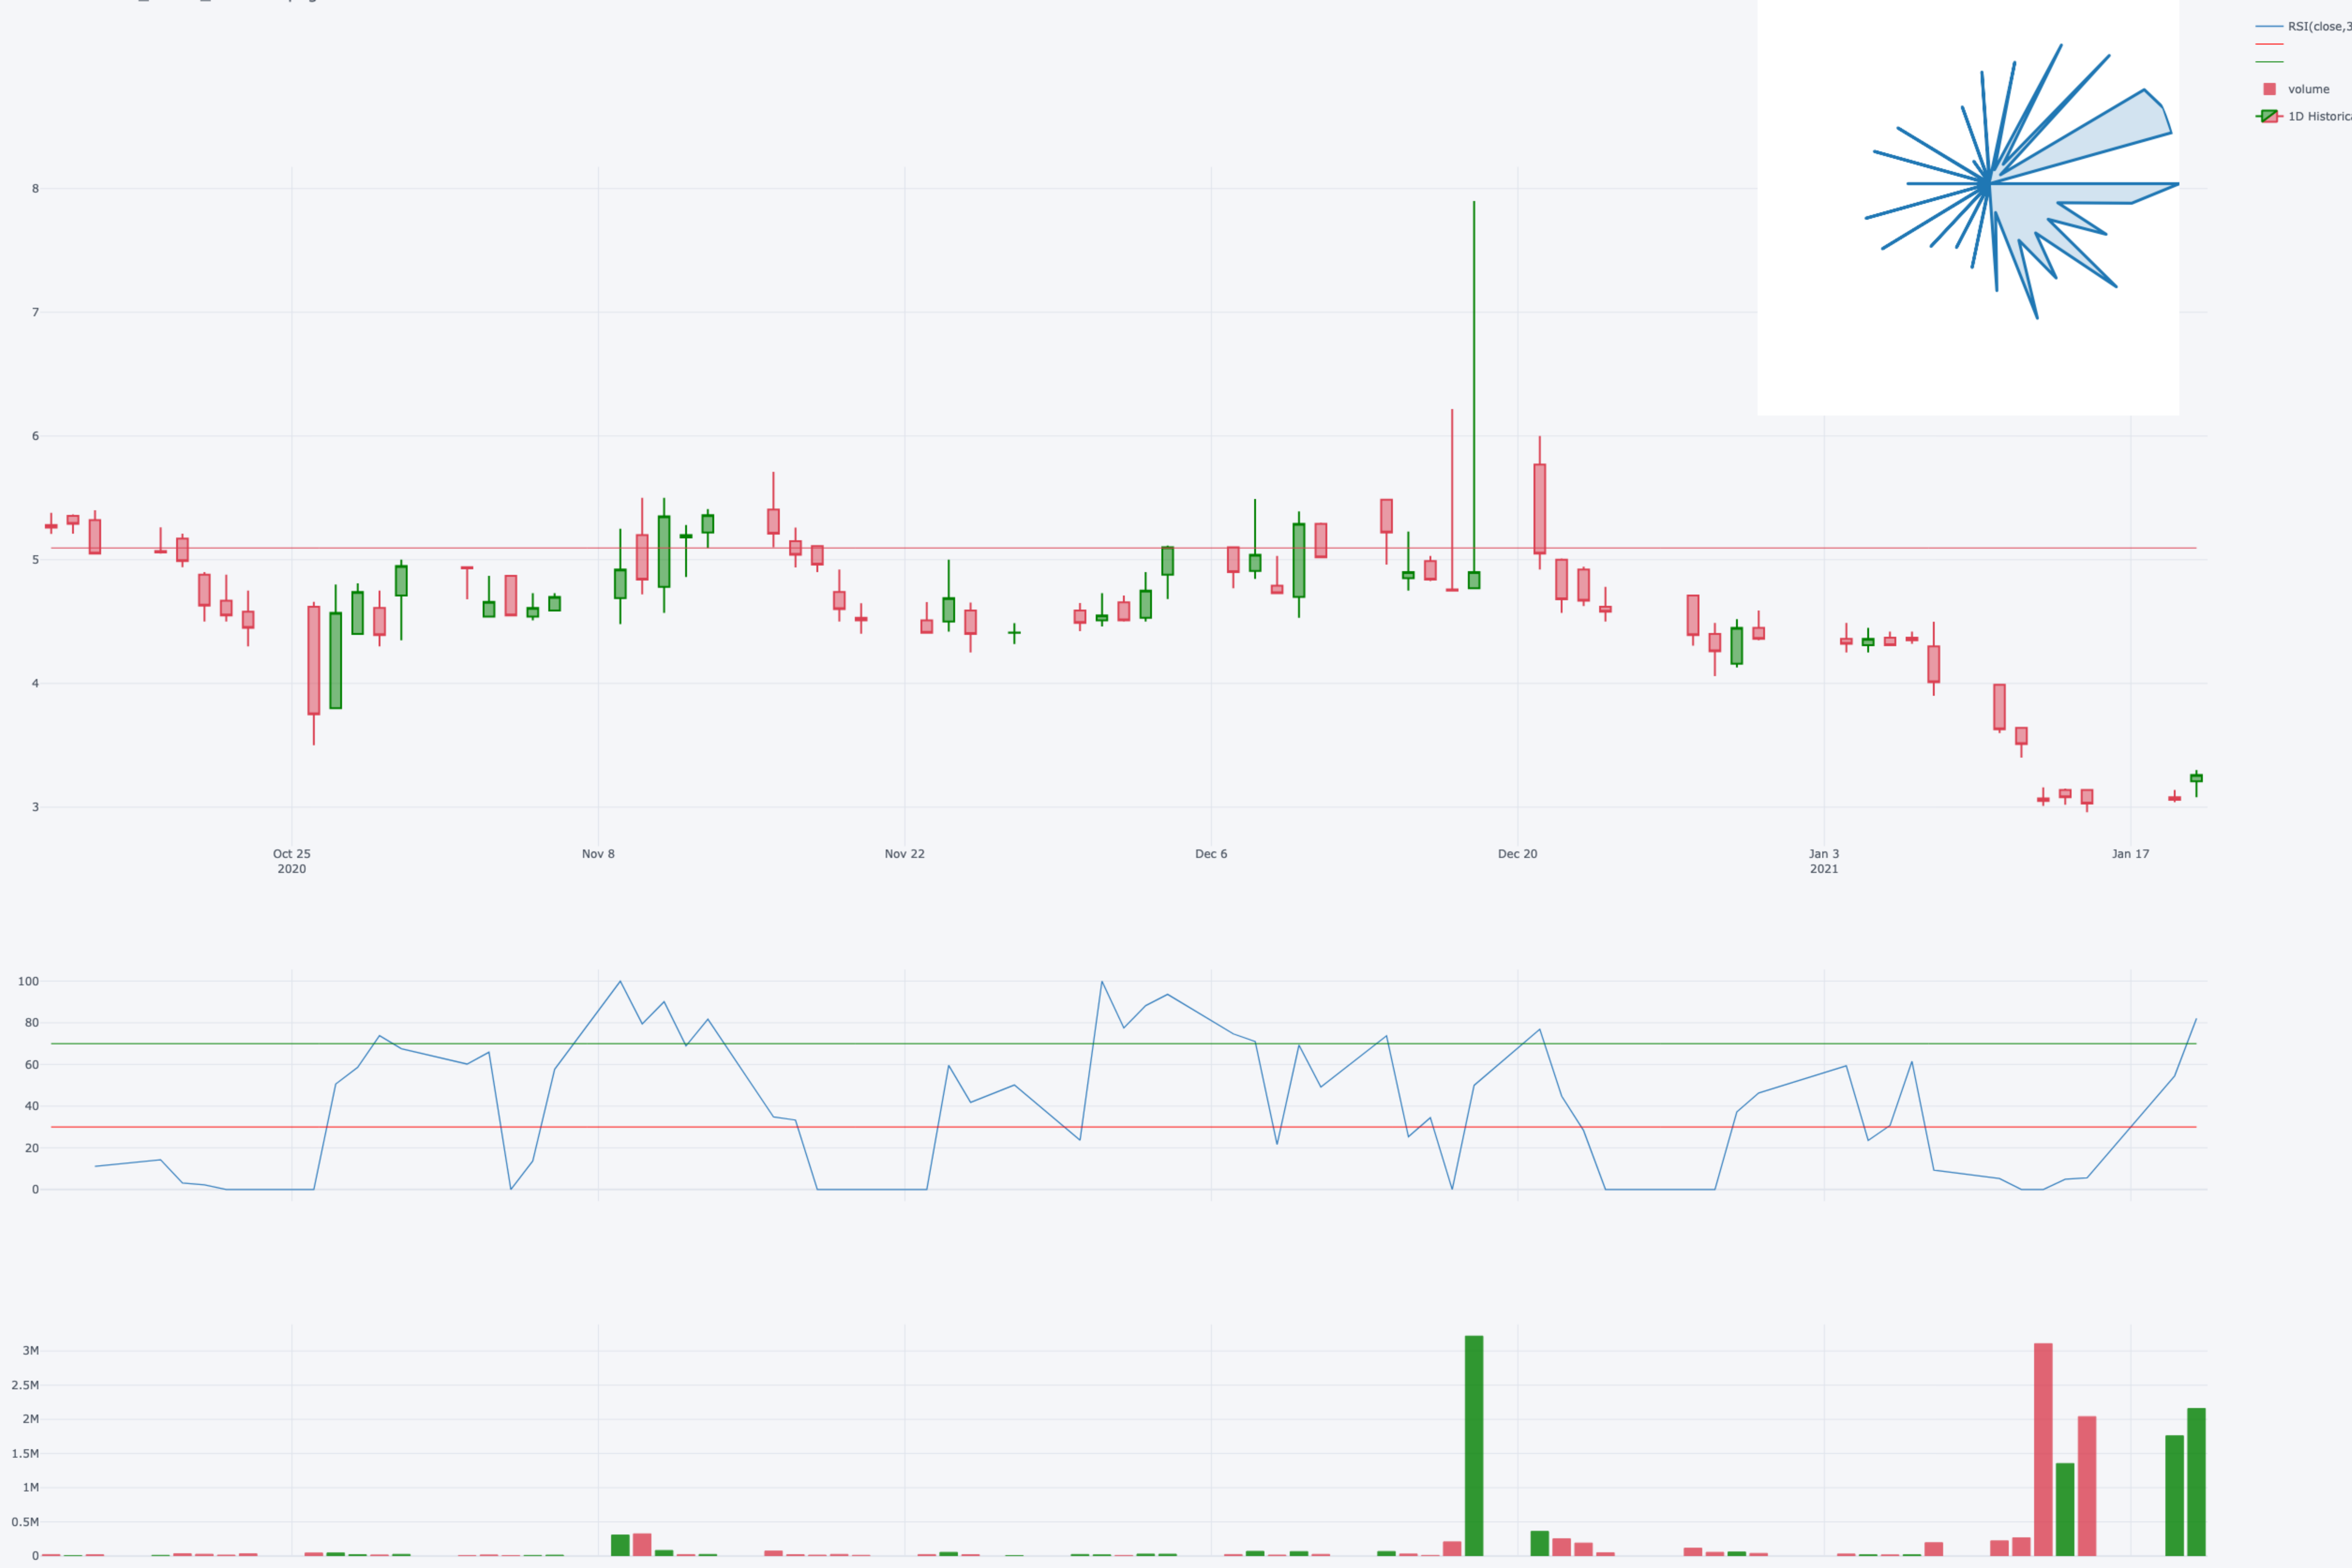 RSI(close,3
volume
1D Historica
8
7
6
5
4
3
Oct 25
2020
Nov 8
Nov 22
Dec 6
Dec 20
Jan 3
2021
Jan 17
100
80
60
40
20
0
3M
2.5M
2M
1.5M
1M
0.5M
0